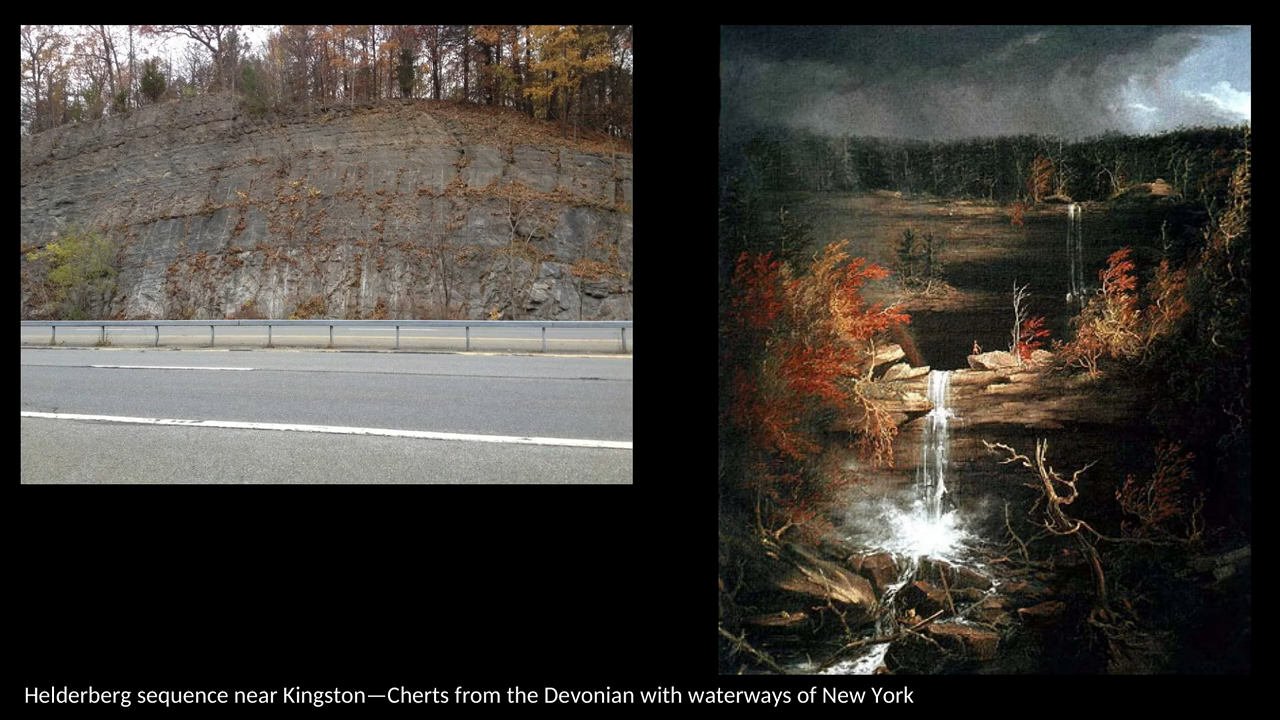 Helderberg sequence near Kingston—Cherts from the Devonian with waterways of New York